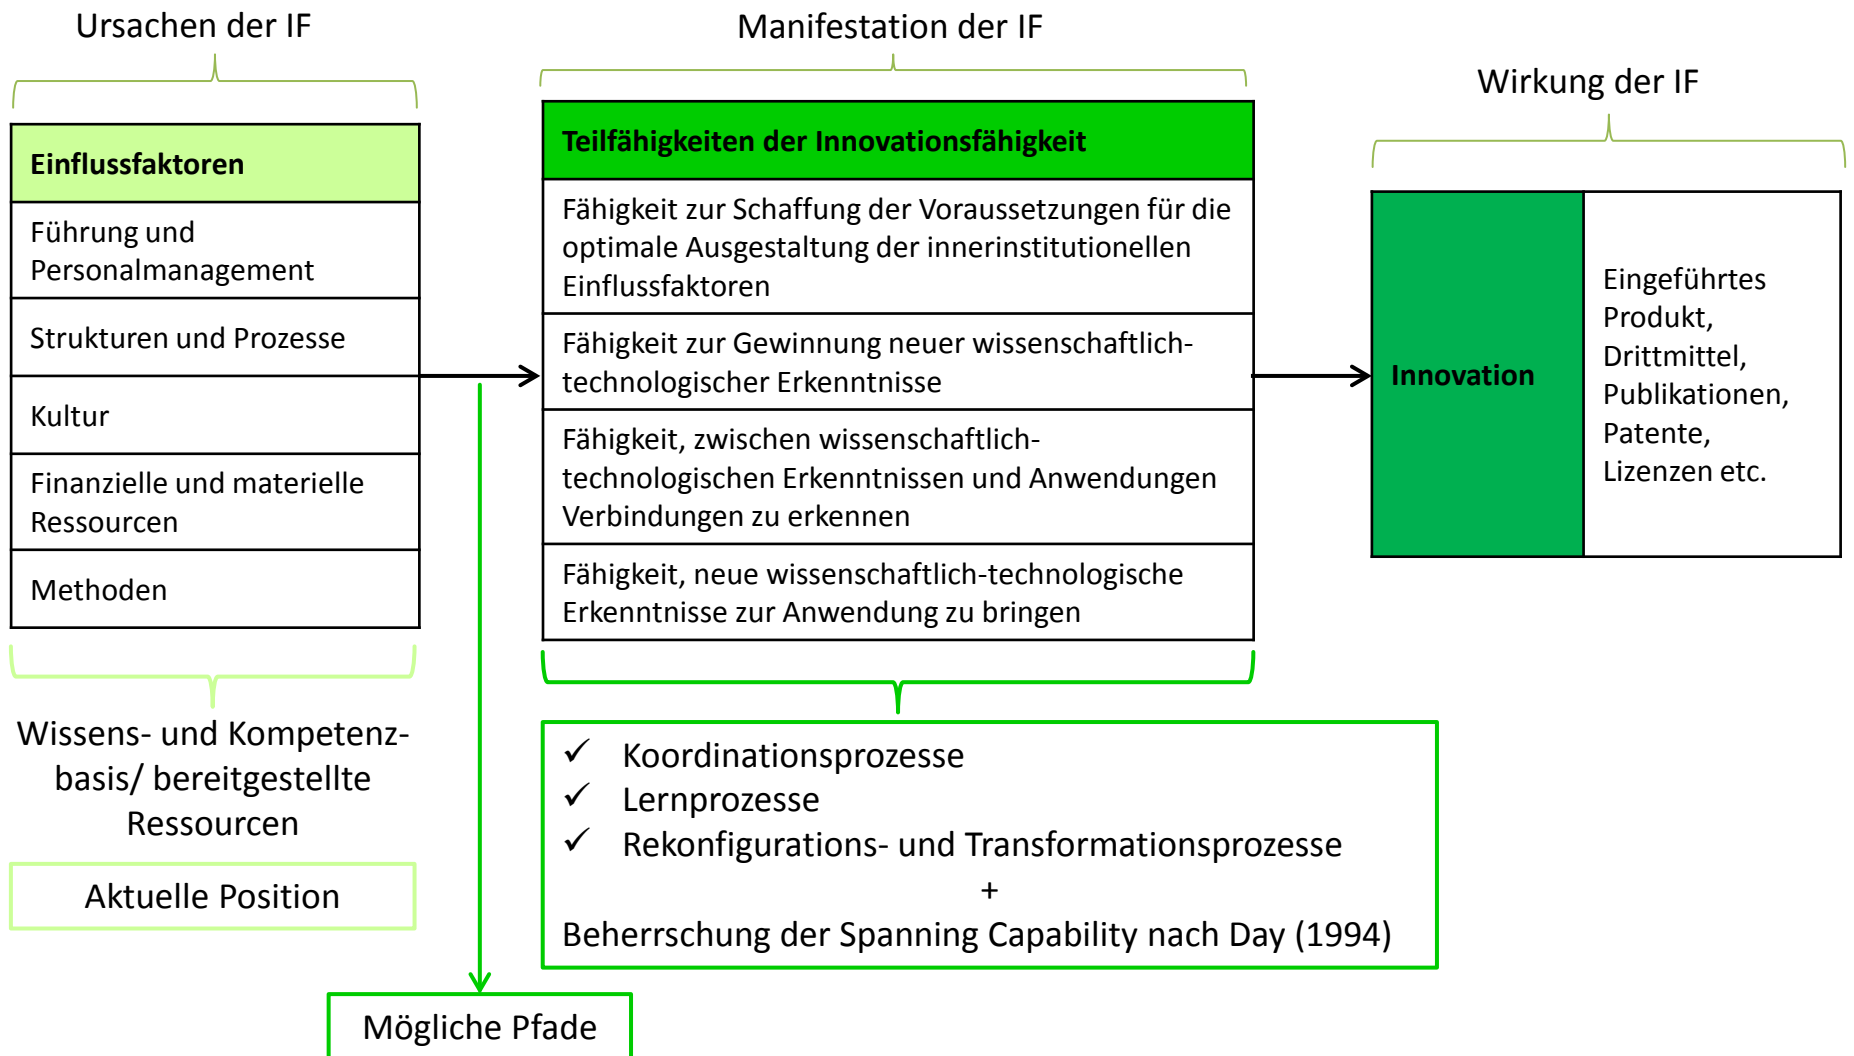 Ursachen der IF
Einflussfaktoren
Führung und
Personalmanagement
Strukturen und Prozesse
Kultur
Finanzielle und materielle
Ressourcen
Methoden
Wissens- und Kompetenz-
basis/ bereitgestellte
Ressourcen
Aktuelle Position
Mögliche Pfade
Manifestation der IF
Teilfähigkeiten der Innovationsfähigkeit
Fähigkeit zur Schaffung der Voraussetzungen für die
optimale Ausgestaltung der innerinstitutionellen
Einflussfaktoren
Fähigkeit zur Gewinnung neuer wissenschaftlich-
technologischer Erkenntnisse
Fähigkeit, zwischen wissenschaftlich-
technologischen Erkenntnissen und Anwendungen
Verbindungen zu erkennen
Fähigkeit, neue wissenschaftlich-technologische
Erkenntnisse zur Anwendung zu bringen
✓ Koordinationsprozesse
✓ Lernprozesse
✓ Rekonfigurations- und Transformationsprozesse
+
Beherrschung der Spanning Capability nach Day (1994)
Wirkung der IF
Innovation
Eingeführtes
Produkt,
Drittmittel,
Publikationen,
Patente,
Lizenzen etc.